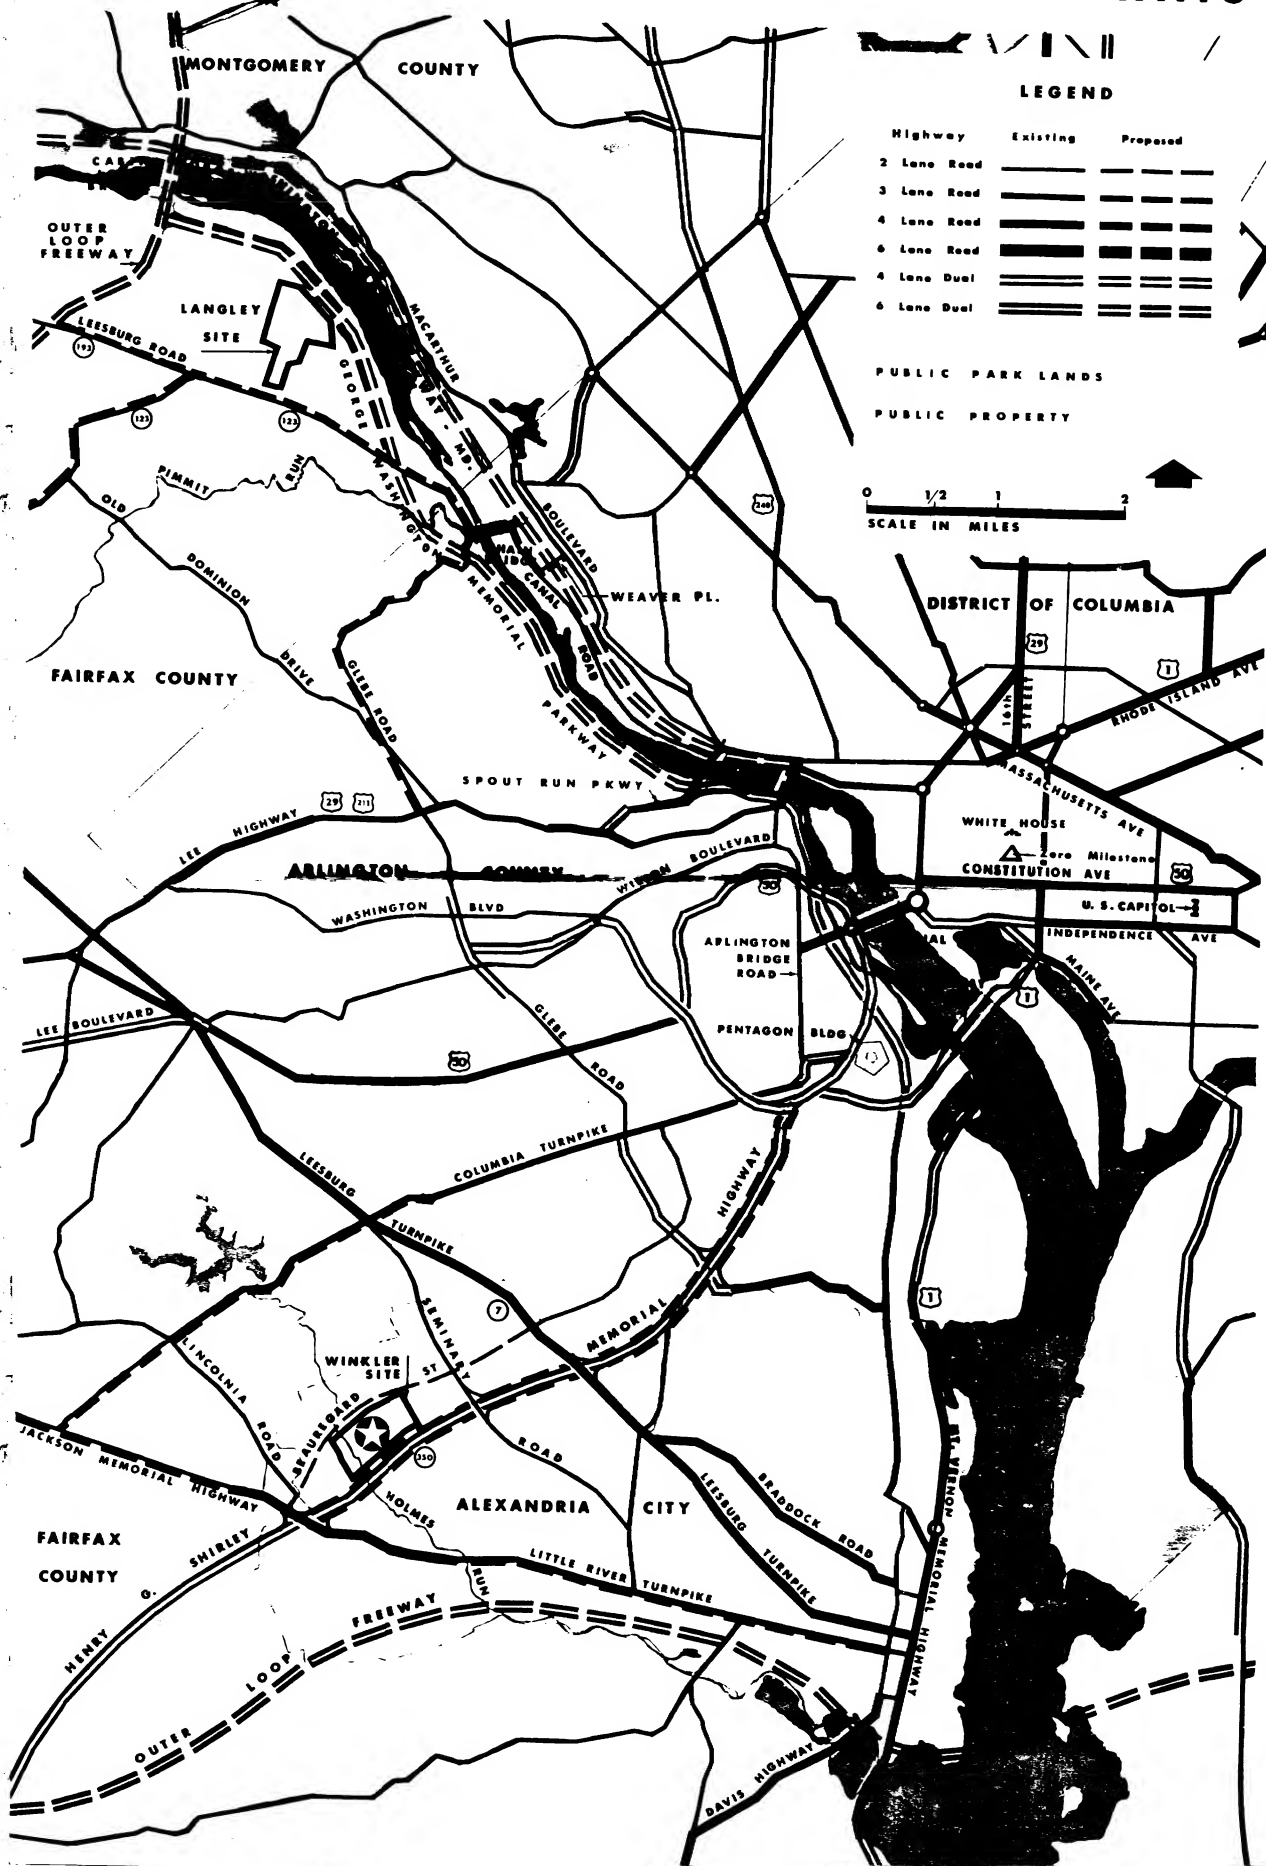 MONTGOMERY COUNTY
LEGEND
Highway Existing Proposed
2 Lane Road
3 Lane Road
4 Lane Road
6 Lane Road
4 Lane Dual
6 Lane Dual
PUBLIC PARK LANDS
PUBLIC PROPERTY
0 1/2 1 2
SCALE IN MILES
OUTER
LOOP
FREEWAY
LANGLEY
SITE
LEESBURG ROAD
193
123
123
MACARTHUR
BOULEVARD
GEORGE
WASHINGTON
MEMORIAL
PARKWAY
WAY - MD.
PIMMIT RUN
OLD
DOMINION
DRIVE
CANAL
ROAD
WEAVER PL.
240
DISTRICT OF COLUMBIA
29
1
16th
STREET
RHODE ISLAND AVE
MASSACHUSETTS AVE
FAIRFAX COUNTY
GLEBE ROAD
SPOUT RUN PKWY
29 211
LEE HIGHWAY
WHITE HOUSE
Zero Milestone
CONSTITUTION AVE
50
U.S. CAPITOL
INDEPENDENCE AVE
ARLINGTON COUNTY
WILSON BOULEVARD
50
WASHINGTON BLVD
ARLINGTON
BRIDGE
ROAD
MAINE AVE
1
LEE BOULEVARD
PENTAGON BLDG
50
GLEBE
ROAD
LEESBURG
TURNPIKE
COLUMBIA TURNPIKE
HIGHWAY
MEMORIAL
7
1
SEMINARY
ROAD
WINKLER
SITE
ST
BEAUREGARD
LINCOLNIA
ROAD
350
JACKSON MEMORIAL HIGHWAY
HOLMES
RUN
ALEXANDRIA CITY
LEESBURG
TURNPIKE
BRADDOCK ROAD
MT. VERNON
MEMORIAL
HIGHWAY
FAIRFAX
COUNTY
HENRY G. SHIRLEY
LITTLE RIVER TURNPIKE
OUTER LOOP FREEWAY
DAVIS HIGHWAY